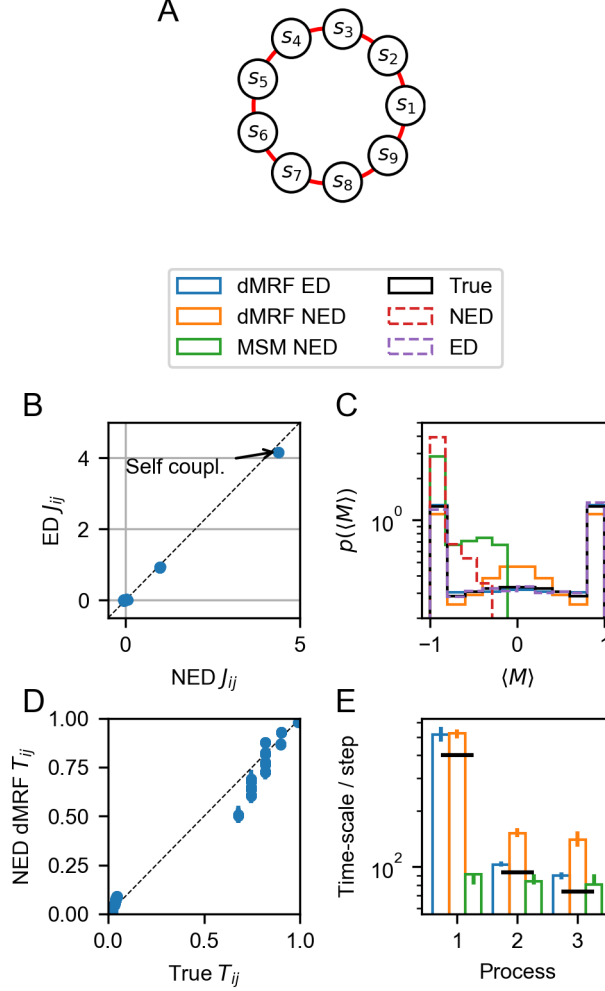 A
s3
s4
s2
s5
s1
s6
s9
s7
s8
dMRF ED
True
dMRF NED
NED
MSM NED
ED
B
C
4
2
0
ED Jij
Self coupl.
0
5
NED Jij
10^0
p(⟨M⟩)
−1
0
1
⟨M⟩
D
E
1.00
0.75
0.50
0.25
0.00
NED dMRF Tij
0.0
0.5
1.0
True Tij
Time-scale / step
10^2
1
2
3
Process